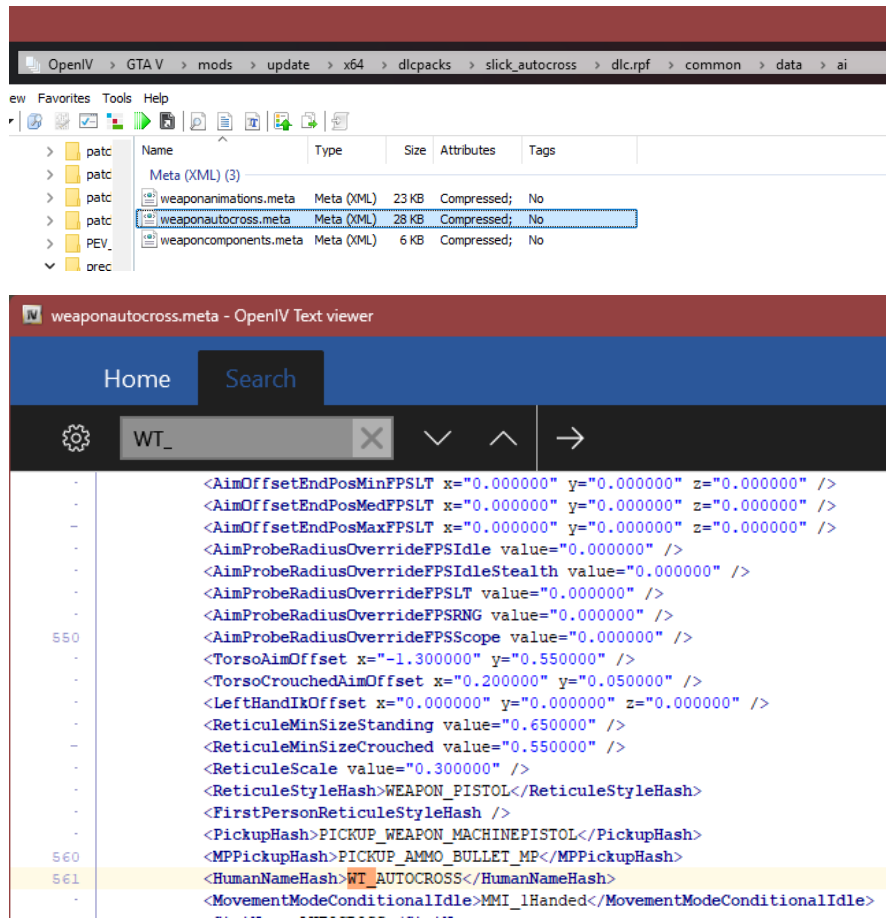 OpenIV > GTA V > mods > update > x64 > dlcpacks > slick_autocross > dlc.rpf > common > data > ai
ew Favorites Tools Help
Name Type Size Attributes Tags
> patc
Meta (XML) (3)
> patc
> patc weaponanimations.meta Meta (XML) 23 KB Compressed; No
> patc weaponautocross.meta Meta (XML) 28 KB Compressed; No
> PEV_ weaponcomponents.meta Meta (XML) 6 KB Compressed; No
prec
IV weaponautocross.meta - OpenIV Text viewer
Home Search
WT_
<AimOffsetEndPosMinFPSLT x="0.000000" y="0.000000" z="0.000000" />
<AimOffsetEndPosMedFPSLT x="0.000000" y="0.000000" z="0.000000" />
<AimOffsetEndPosMaxFPSLT x="0.000000" y="0.000000" z="0.000000" />
<AimProbeRadiusOverrideFPSIdle value="0.000000" />
<AimProbeRadiusOverrideFPSIdleStealth value="0.000000" />
<AimProbeRadiusOverrideFPSLT value="0.000000" />
<AimProbeRadiusOverrideFPSRNG value="0.000000" />
550 <AimProbeRadiusOverrideFPSScope value="0.000000" />
<TorsoAimOffset x="-1.300000" y="0.550000" />
<TorsoCrouchedAimOffset x="0.200000" y="0.050000" />
<LeftHandIkOffset x="0.000000" y="0.000000" z="0.000000" />
<ReticuleMinSizeStanding value="0.650000" />
<ReticuleMinSizeCrouched value="0.550000" />
<ReticuleScale value="0.300000" />
<ReticuleStyleHash>WEAPON_PISTOL</ReticuleStyleHash>
<FirstPersonReticuleStyleHash />
<PickupHash>PICKUP_WEAPON_MACHINEPISTOL</PickupHash>
560 <MPPickupHash>PICKUP_AMMO_BULLET_MP</MPPickupHash>
561 <HumanNameHash>WT_AUTOCROSS</HumanNameHash>
<MovementModeConditionalIdle>MMI_1Handed</MovementModeConditionalIdle>